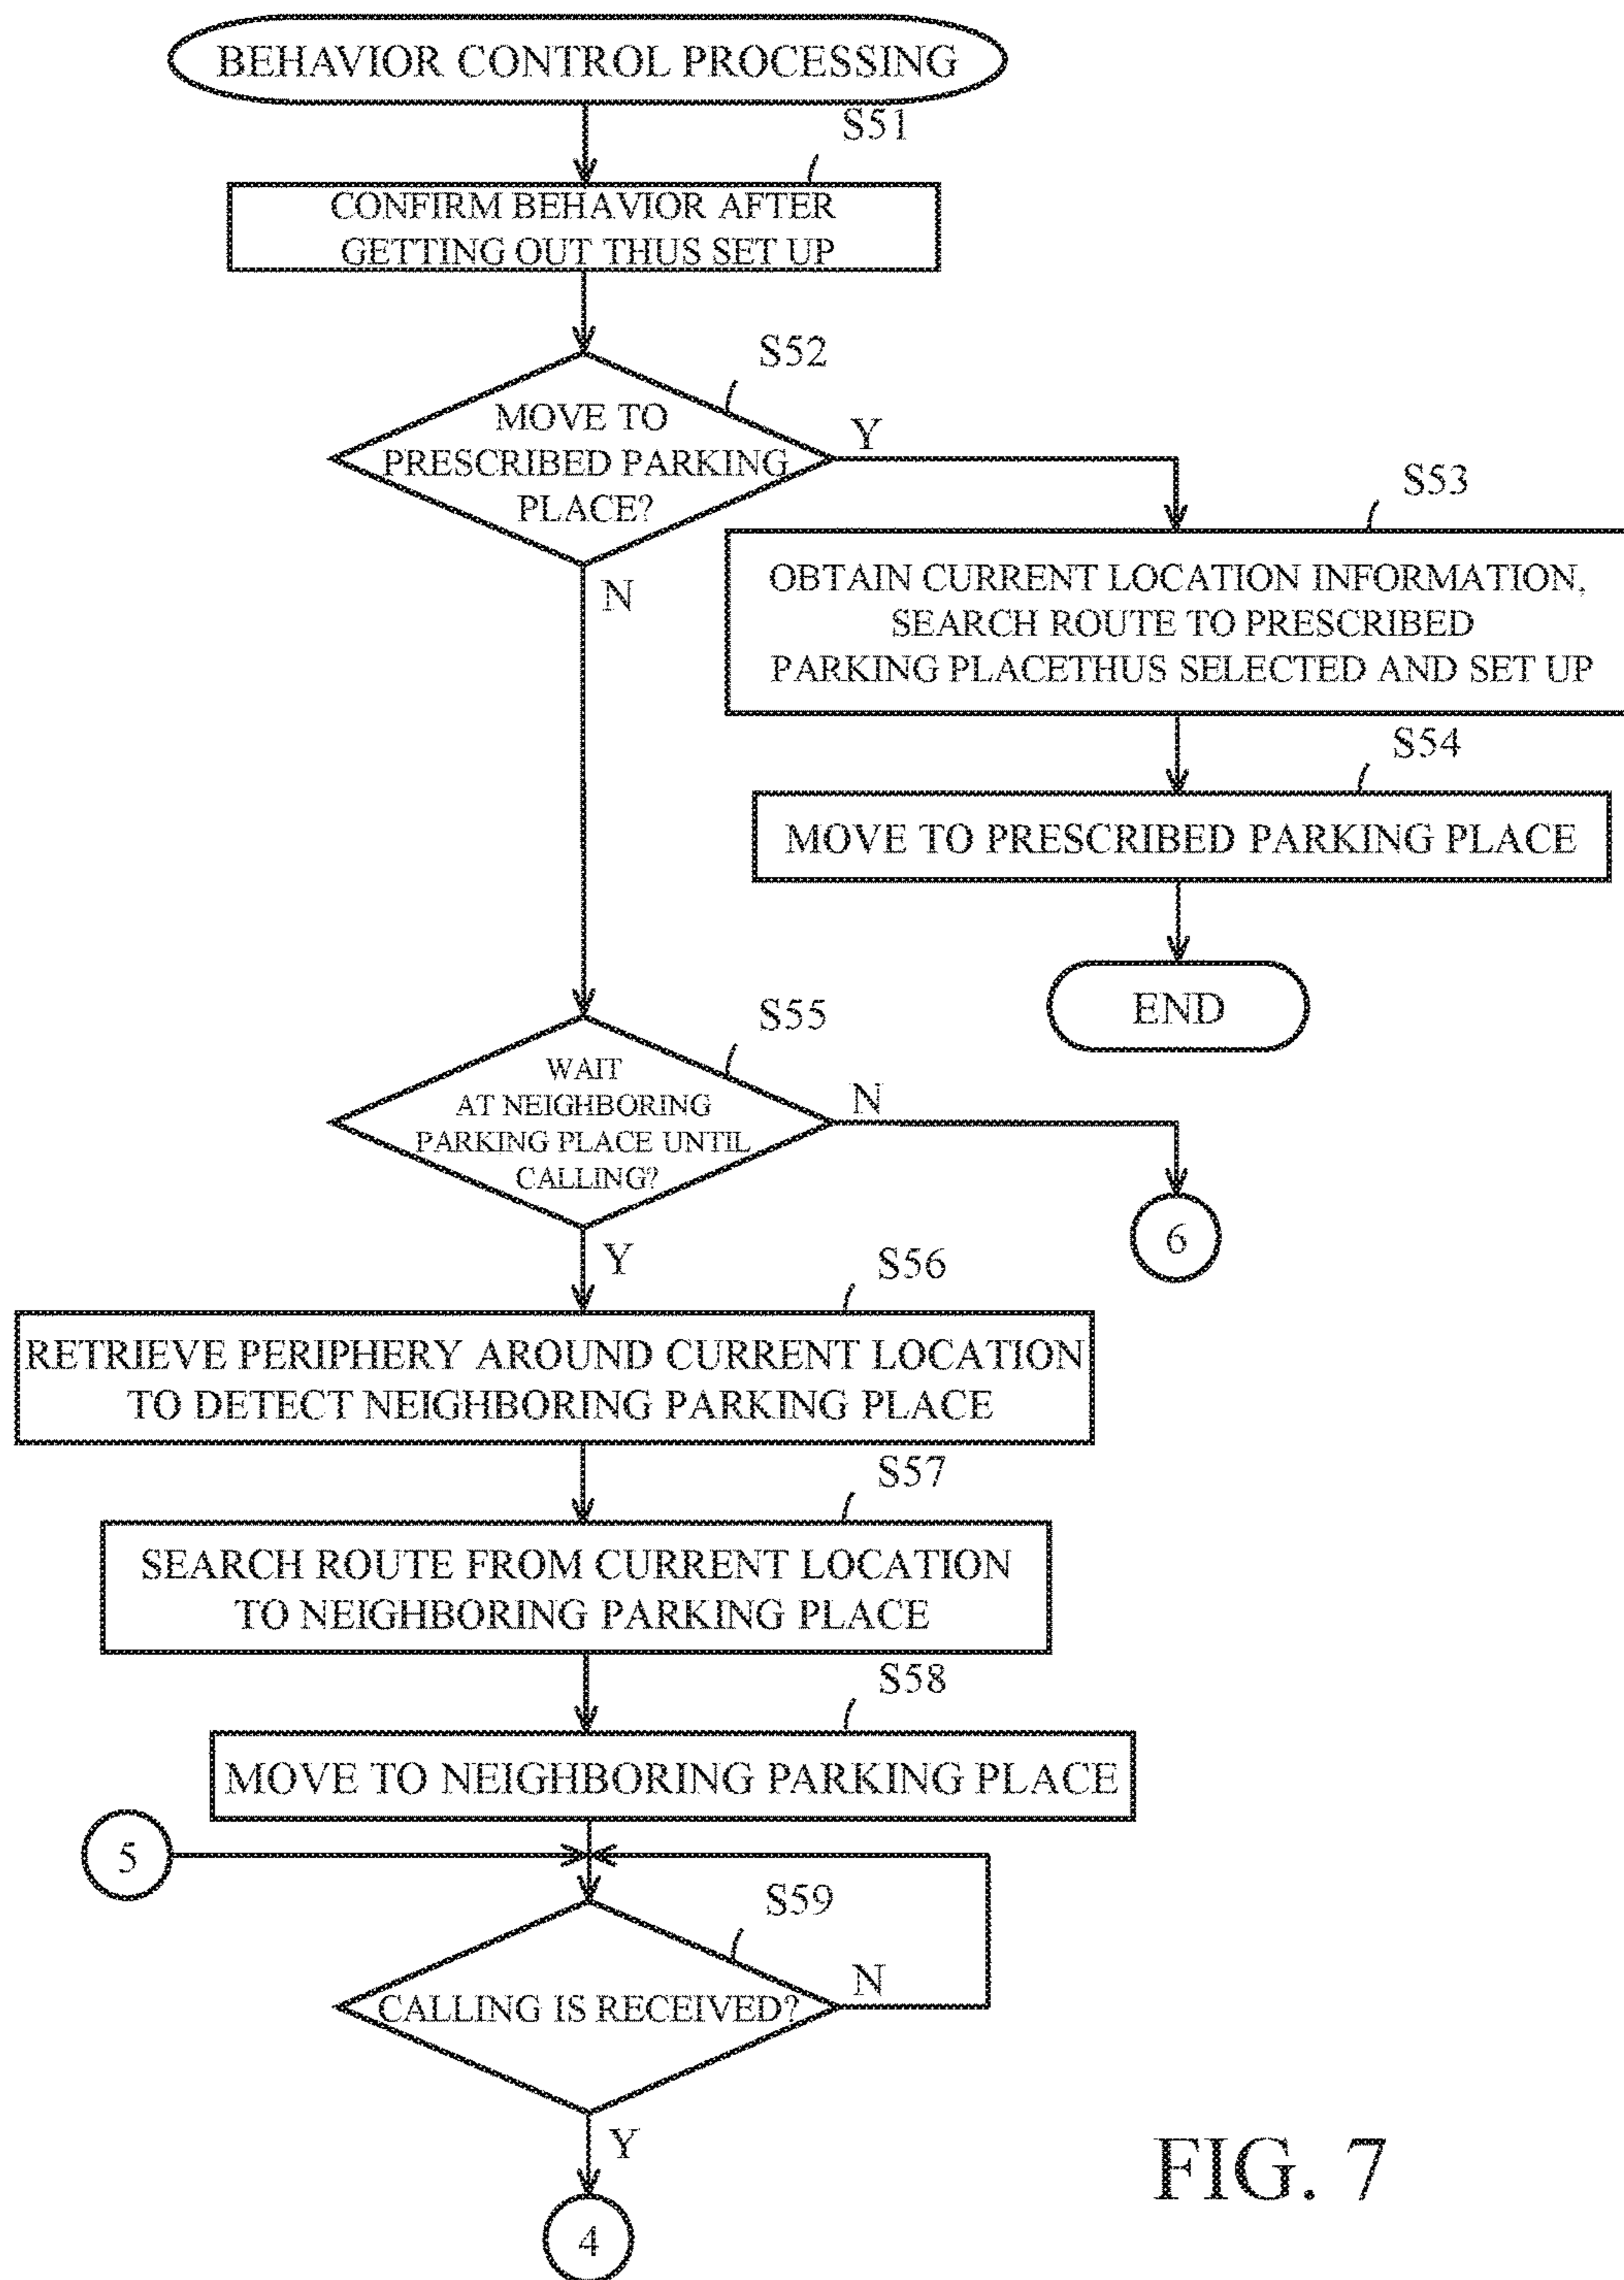 BEHAVIOR CONTROL PROCESSING
S51
CONFIRM BEHAVIOR AFTER
GETTING OUT THUS SET UP
S52
MOVE TO
PRESCRIBED PARKING
PLACE?
Y
N
S53
OBTAIN CURRENT LOCATION INFORMATION,
SEARCH ROUTE TO PRESCRIBED
PARKING PLACETHUS SELECTED AND SET UP
S54
MOVE TO PRESCRIBED PARKING PLACE
END
S55
WAIT
AT NEIGHBORING
PARKING PLACE UNTIL
CALLING?
N
6
Y
S56
RETRIEVE PERIPHERY AROUND CURRENT LOCATION
TO DETECT NEIGHBORING PARKING PLACE
S57
SEARCH ROUTE FROM CURRENT LOCATION
TO NEIGHBORING PARKING PLACE
S58
MOVE TO NEIGHBORING PARKING PLACE
5
S59
CALLING IS RECEIVED?
N
Y
4
FIG. 7